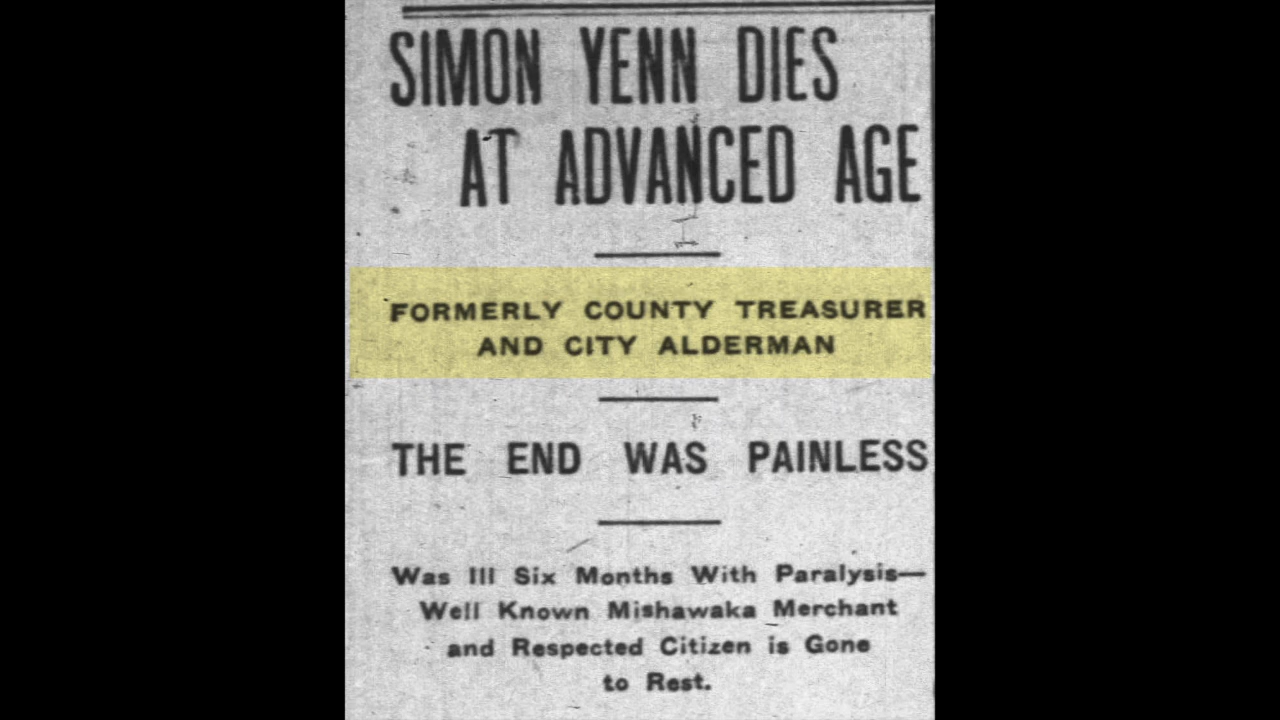 SIMON YENN DIES
AT ADVANCED AGE
FORMERLY COUNTY TREASURER
AND CITY ALDERMAN
THE END WAS PAINLESS
Was Ill Six Months With Paralysis—
Well Known Mishawaka Merchant
and Respected Citizen is Gone
to Rest.